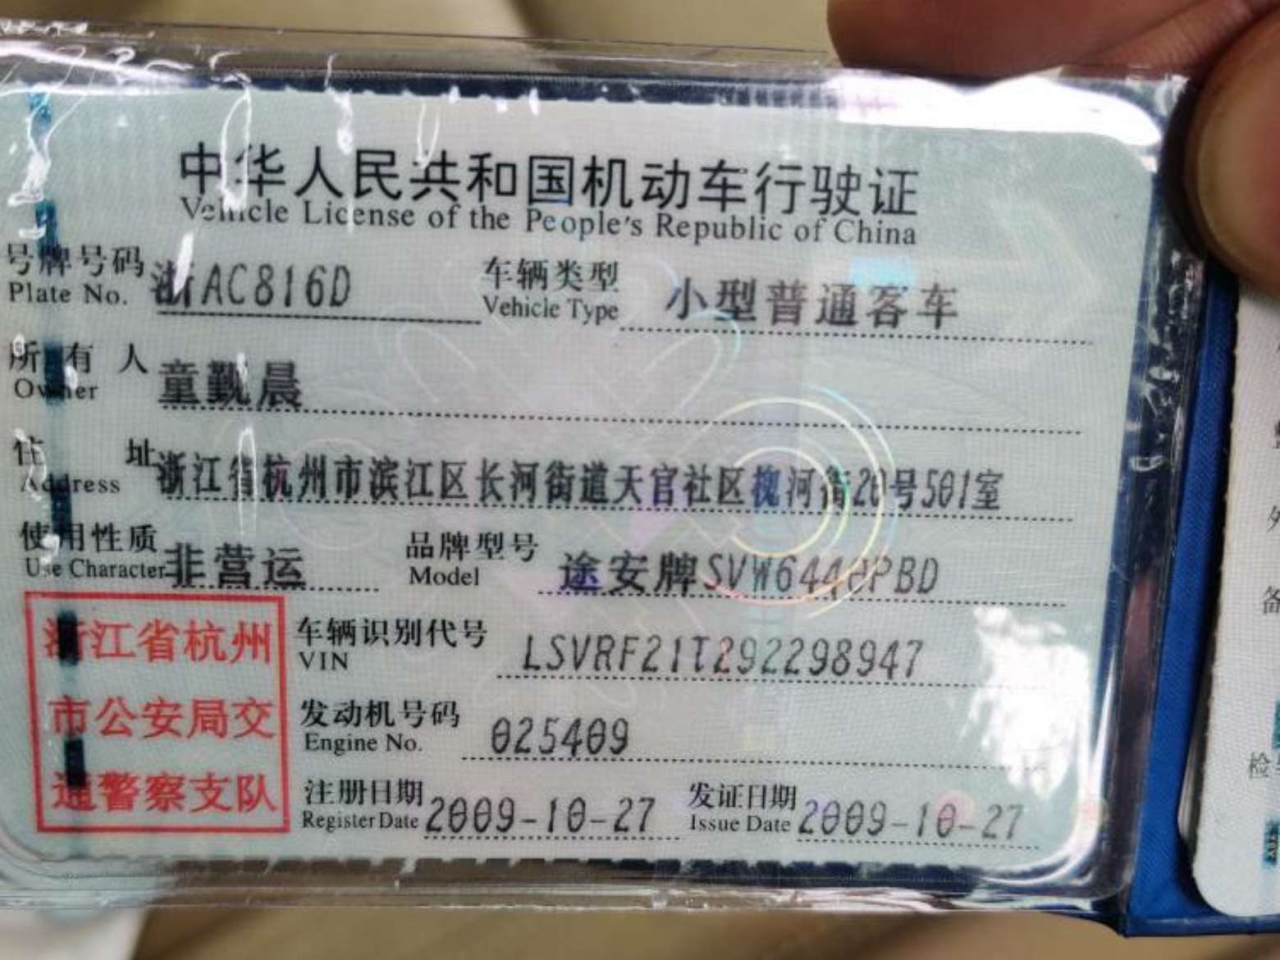 中华人民共和国机动车行驶证
Vehicle License of the People's Republic of China
号牌号码 浙AC816D 车辆类型 小型普通客车
Plate No. Vehicle Type
所有人 童觐晨
Owner
住址 浙江省杭州市滨江区长河街道天官社区槐河街20号501室
Address
使用性质 非营运 品牌型号 途安牌SVW6440PBD
Use Character Model
浙江省杭州
市公安局交
通警察支队
车辆识别代号 LSVRF21T292298947
VIN
发动机号码 025409
Engine No.
注册日期 2009-10-27 发证日期 2009-10-27
Register Date Issue Date